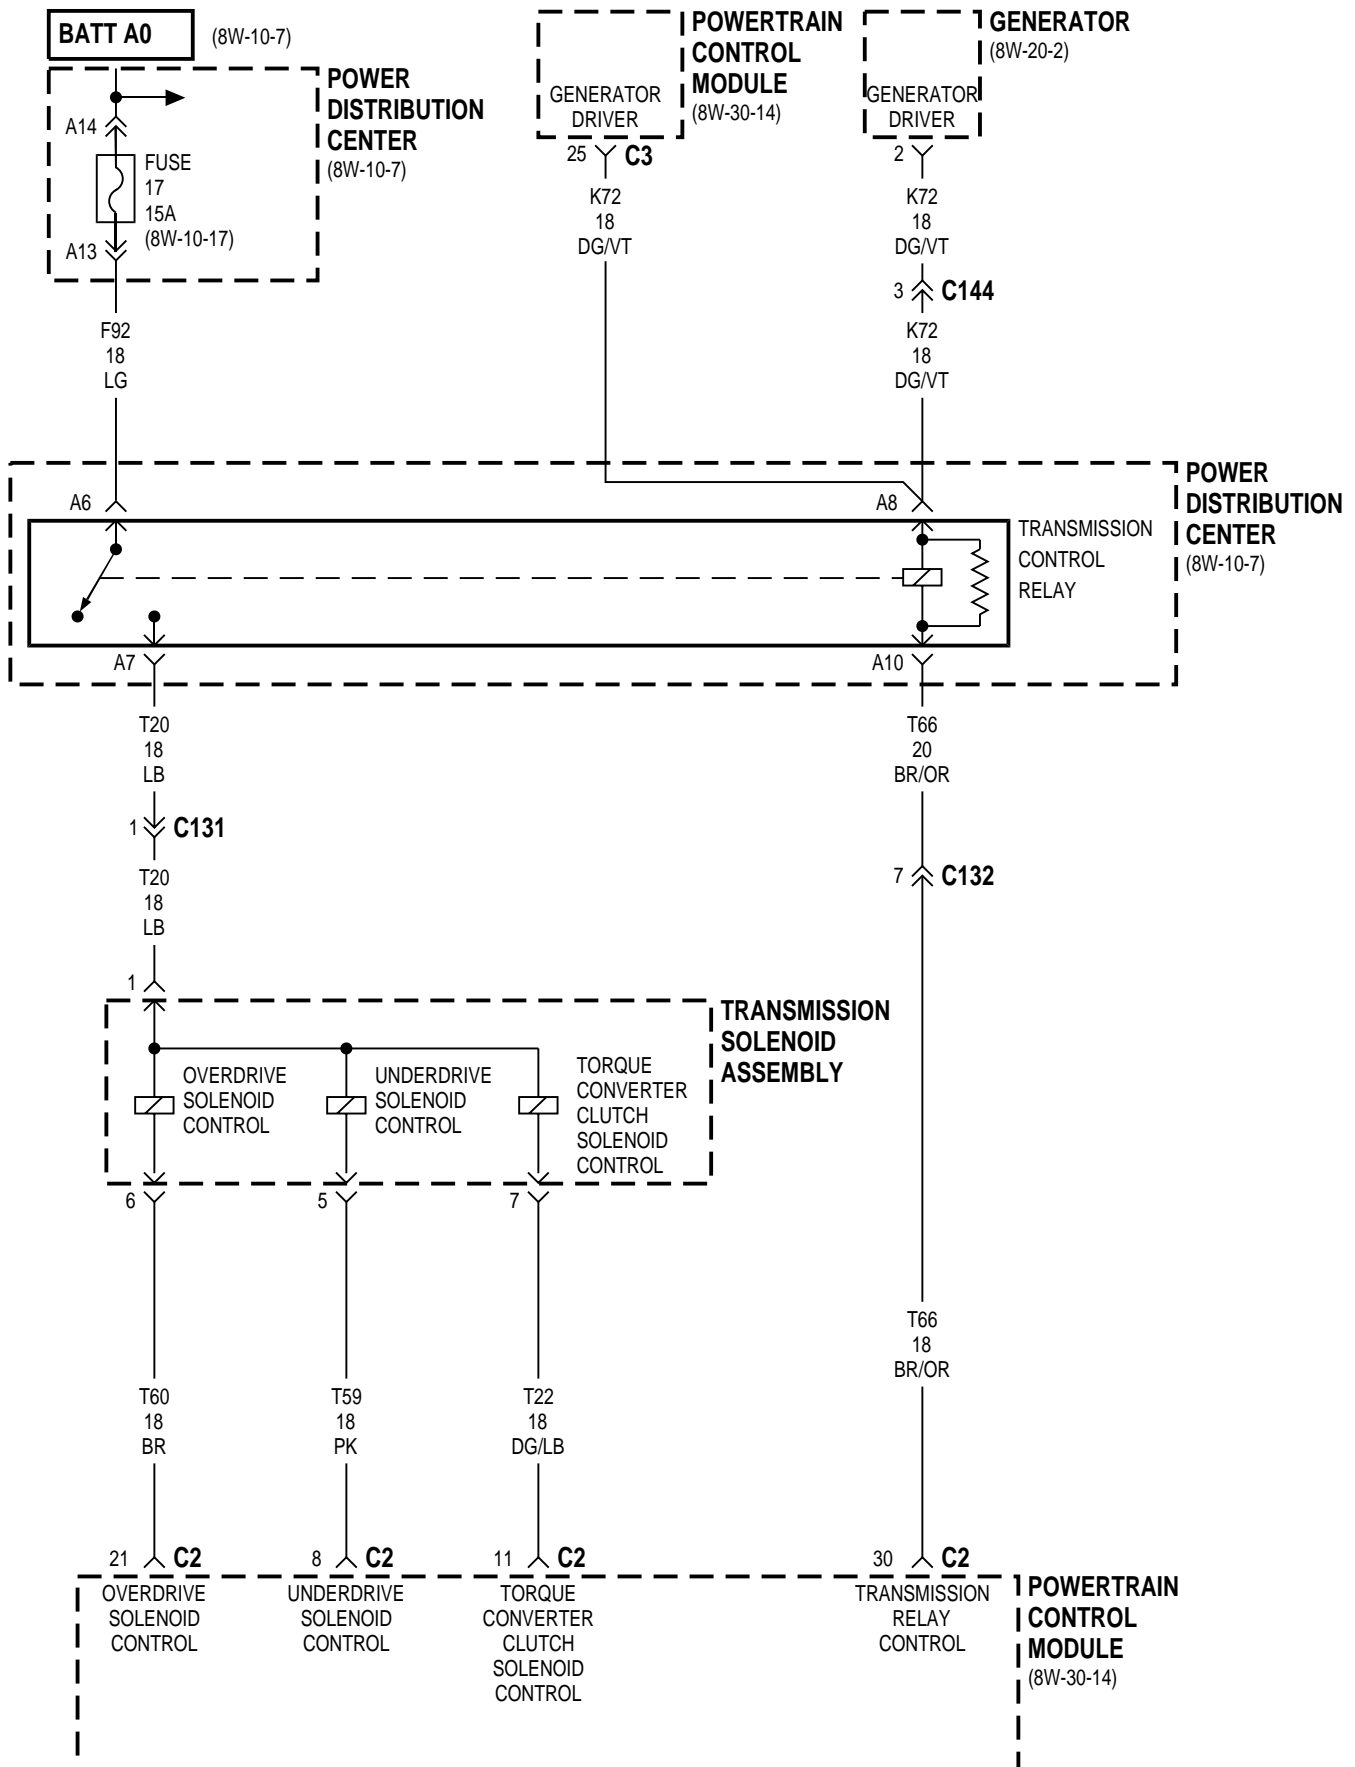 BATT A0
(8W-10-7)
POWER
DISTRIBUTION
CENTER
(8W-10-7)
A14
FUSE
17
15A
(8W-10-17)
A13
F92
18
LG
POWERTRAIN
CONTROL
MODULE
(8W-30-14)
GENERATOR
DRIVER
25
C3
K72
18
DG/VT
GENERATOR
(8W-20-2)
GENERATOR
DRIVER
2
K72
18
DG/VT
3
C144
K72
18
DG/VT
A6
A8
TRANSMISSION
CONTROL
RELAY
POWER
DISTRIBUTION
CENTER
(8W-10-7)
A7
A10
T20
18
LB
1
C131
T20
18
LB
1
T66
20
BR/OR
7
C132
TRANSMISSION
SOLENOID
ASSEMBLY
OVERDRIVE
SOLENOID
CONTROL
UNDERDRIVE
SOLENOID
CONTROL
TORQUE
CONVERTER
CLUTCH
SOLENOID
CONTROL
6
5
7
T66
18
BR/OR
T60
18
BR
T59
18
PK
T22
18
DG/LB
21
C2
8
C2
11
C2
30
C2
OVERDRIVE
SOLENOID
CONTROL
UNDERDRIVE
SOLENOID
CONTROL
TORQUE
CONVERTER
CLUTCH
SOLENOID
CONTROL
TRANSMISSION
RELAY
CONTROL
POWERTRAIN
CONTROL
MODULE
(8W-30-14)